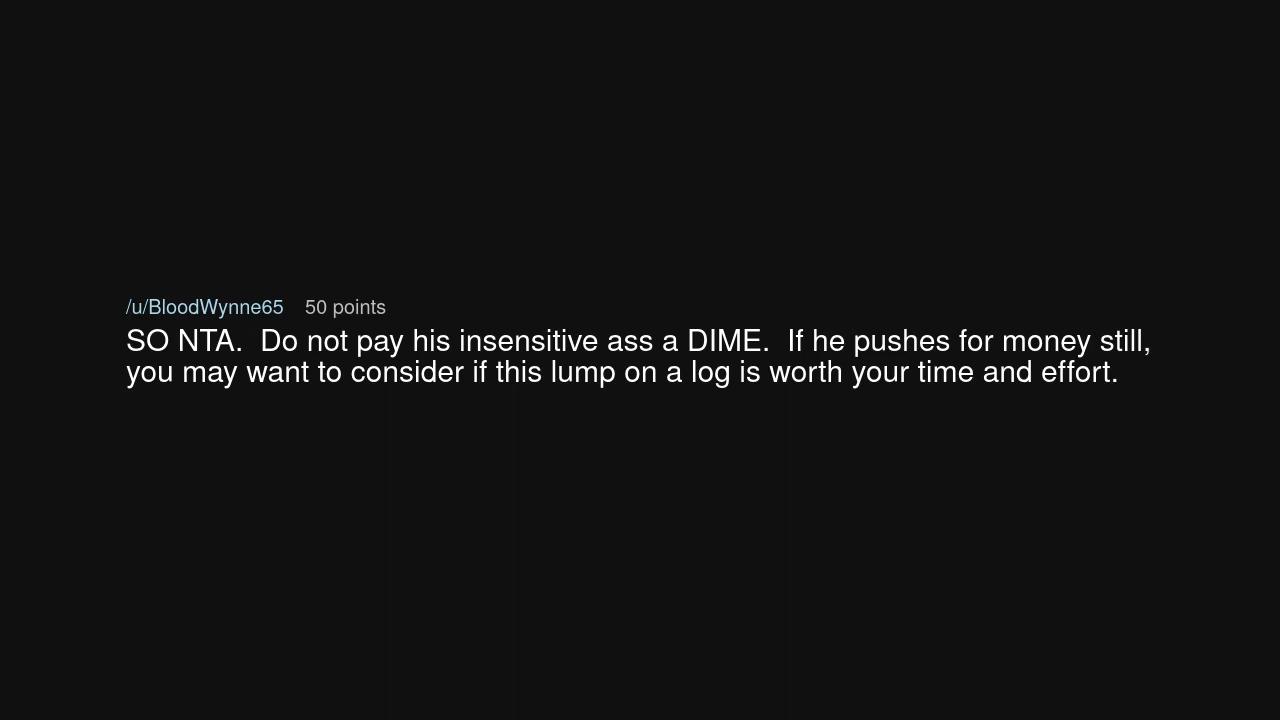 /u/BloodWynne65 50 points
SO NTA.  Do not pay his insensitive ass a DIME.  If he pushes for money still,
you may want to consider if this lump on a log is worth your time and effort.